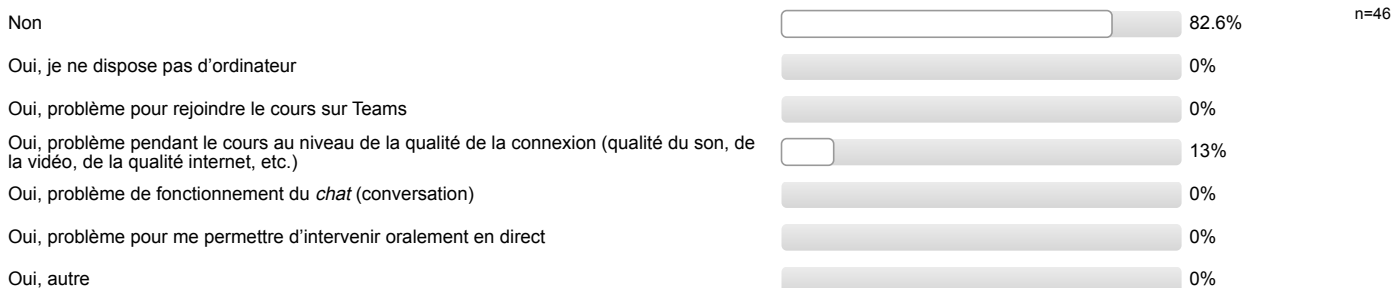 Non 82.6% n=46
Oui, je ne dispose pas d’ordinateur 0%
Oui, problème pour rejoindre le cours sur Teams 0%
Oui, problème pendant le cours au niveau de la qualité de la connexion (qualité du son, de
la vidéo, de la qualité internet, etc.) 13%
Oui, problème de fonctionnement du chat (conversation) 0%
Oui, problème pour me permettre d’intervenir oralement en direct 0%
Oui, autre 0%